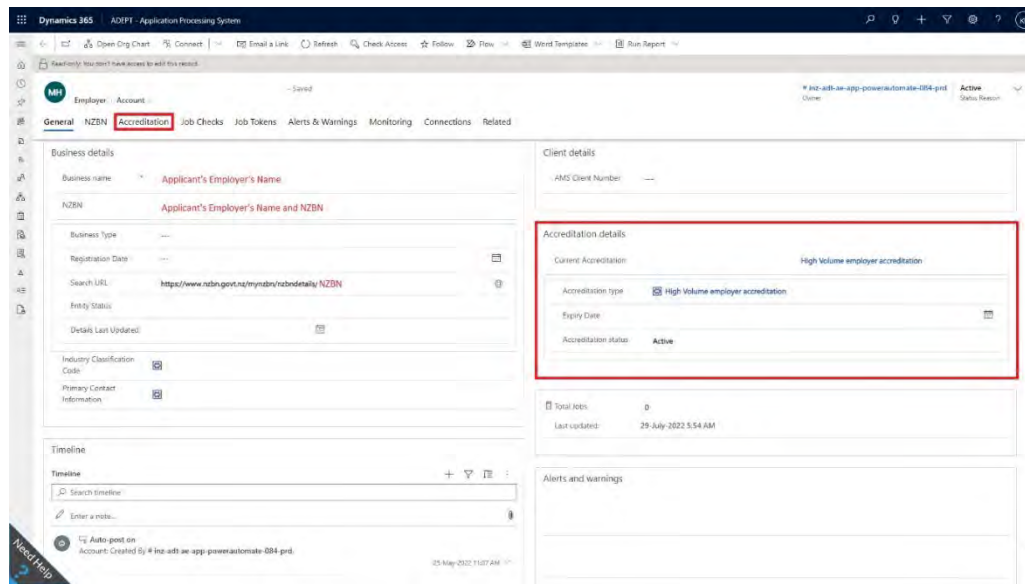 Dynamics 365 ADEPT - Application Processing System
Open Org Chart Connect Email a Link Refresh Check Access Follow Flow Word Templates Run Report
Read-only: You don't have access to edit this record.
MH
- Saved
Employer Account
# inz-adt-ae-app-powerautomate-084-prd
Owner
Active
Status Reason
General NZBN Accreditation Job Checks Job Tokens Alerts & Warnings Monitoring Connections Related
Business details
Business name * Applicant's Employer's Name
NZBN Applicant's Employer's Name and NZBN
Business Type ---
Registration Date ---
Search URL https://www.nzbn.govt.nz/mynzbn/nzbndetails/ NZBN
Entity Status
Details Last Updated
Industry Classification
Code
Primary Contact
Information
Timeline
Timeline
Search timeline
Enter a note...
Auto-post on
Account: Created By # inz-adt-ae-app-powerautomate-084-prd.
25-May-2022 11:07 AM
Client details
AMS Client Number ---
Accreditation details
Current Accreditation High Volume employer accreditation
Accreditation type High Volume employer accreditation
Expiry Date
Accreditation status Active
Total Jobs 0
Last updated: 29-July-2022 5:54 AM
Alerts and warnings
Need Help
?